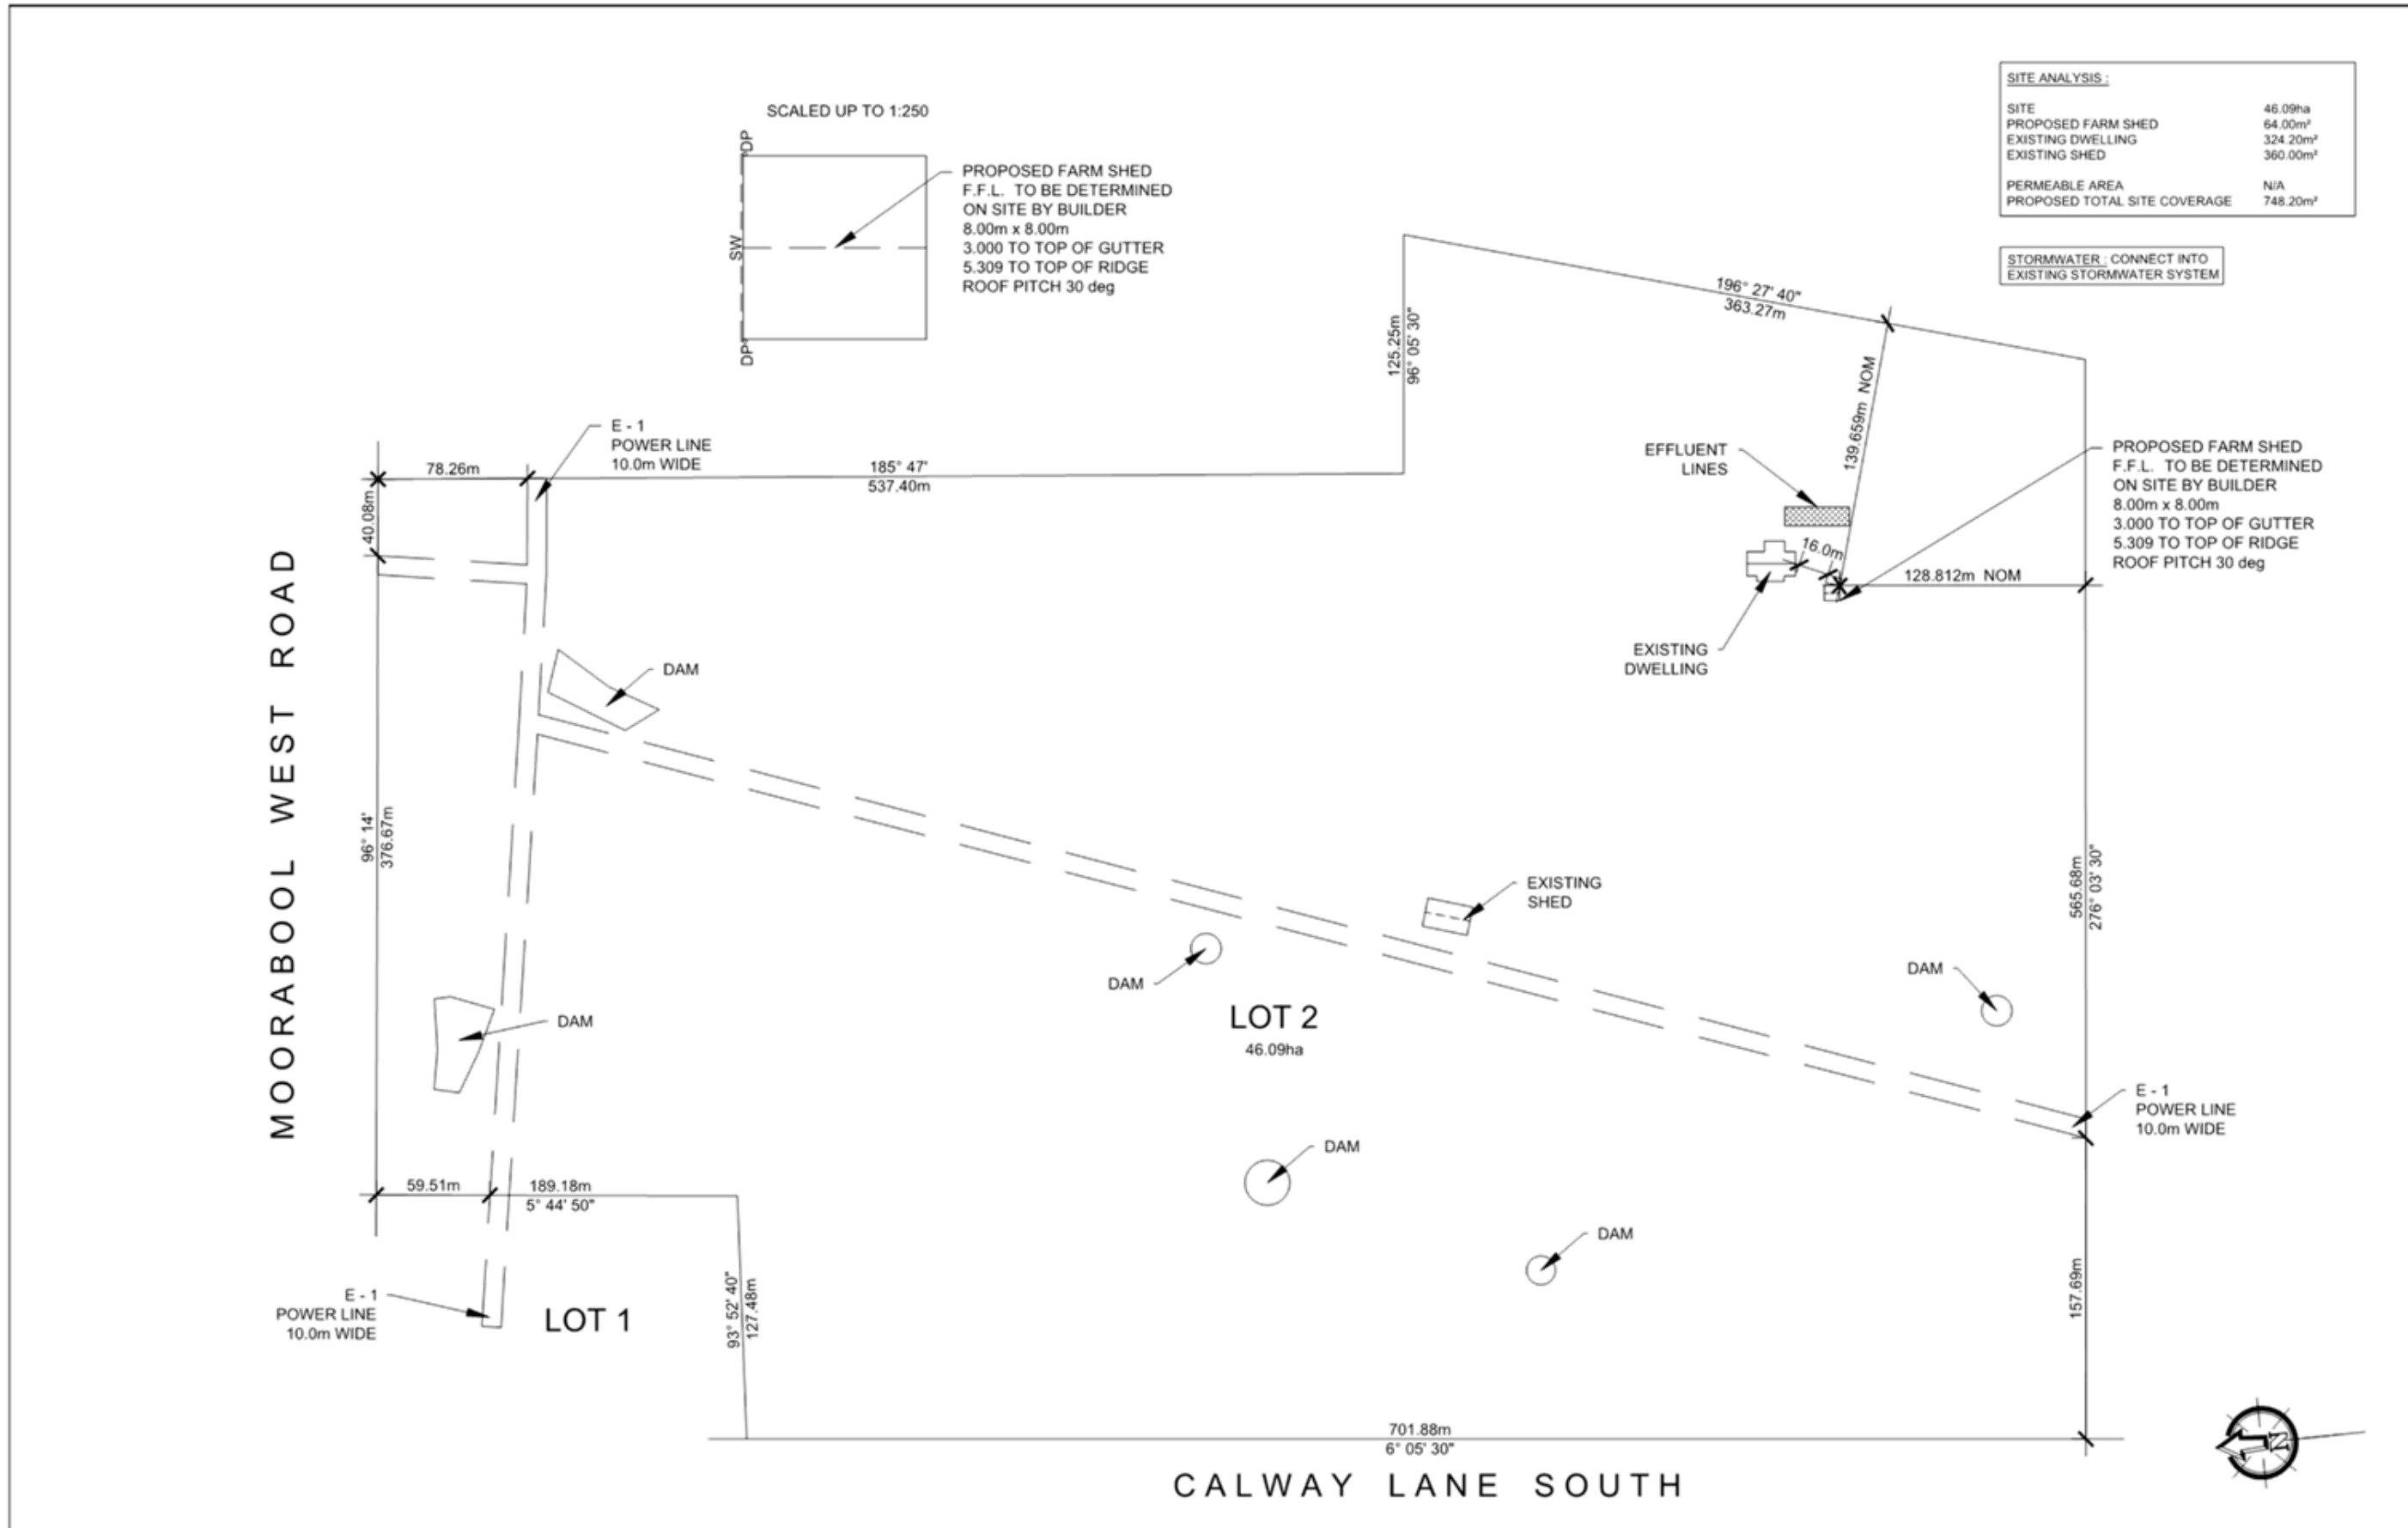 SITE ANALYSIS :
SITE 46.09ha
PROPOSED FARM SHED 64.00m²
EXISTING DWELLING 324.20m²
EXISTING SHED 360.00m²
PERMEABLE AREA N/A
PROPOSED TOTAL SITE COVERAGE 748.20m²
STORMWATER : CONNECT INTO
EXISTING STORMWATER SYSTEM
SCALED UP TO 1:250
DP
SW
DP
PROPOSED FARM SHED
F.F.L. TO BE DETERMINED
ON SITE BY BUILDER
8.00m x 8.00m
3.000 TO TOP OF GUTTER
5.309 TO TOP OF RIDGE
ROOF PITCH 30 deg
196° 27' 40"
363.27m
125.25m
96° 05' 30"
139.659m NOM
E - 1
POWER LINE
10.0m WIDE
78.26m
185° 47'
537.40m
40.08m
EFFLUENT
LINES
PROPOSED FARM SHED
F.F.L. TO BE DETERMINED
ON SITE BY BUILDER
8.00m x 8.00m
3.000 TO TOP OF GUTTER
5.309 TO TOP OF RIDGE
ROOF PITCH 30 deg
16.0m
128.812m NOM
EXISTING
DWELLING
MOORABOOL WEST ROAD
DAM
96° 14'
376.67m
EXISTING
SHED
565.68m
276° 03' 30"
DAM
DAM
DAM
LOT 2
46.09ha
E - 1
POWER LINE
10.0m WIDE
DAM
59.51m
189.18m
5° 44' 50"
DAM
E - 1
POWER LINE
10.0m WIDE
LOT 1
93° 52' 40"
127.48m
157.69m
701.88m
6° 05' 30"
CALWAY LANE SOUTH
N